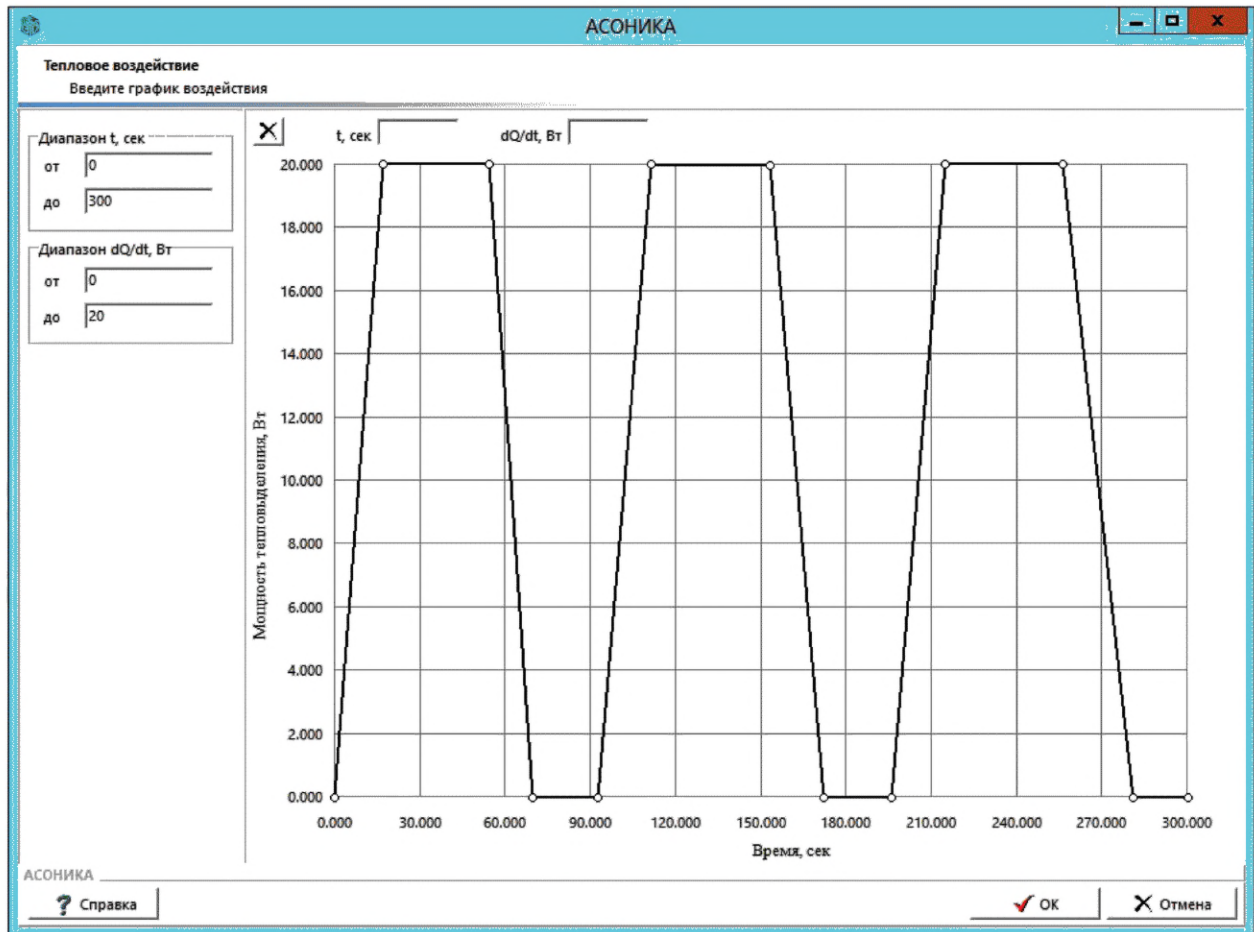 АСОНИКА
Тепловое воздействие
Введите график воздействия
Диапазон t, сек
от 0
до 300
Диапазон dQ/dt, Вт
от 0
до 20
t, сек dQ/dt, Вт
20.000
18.000
16.000
14.000
12.000
10.000
8.000
6.000
4.000
2.000
0.000
Мощность тепловыделения, Вт
0.000 30.000 60.000 90.000 120.000 150.000 180.000 210.000 240.000 270.000 300.000
Время, сек
АСОНИКА
? Справка OK Отмена